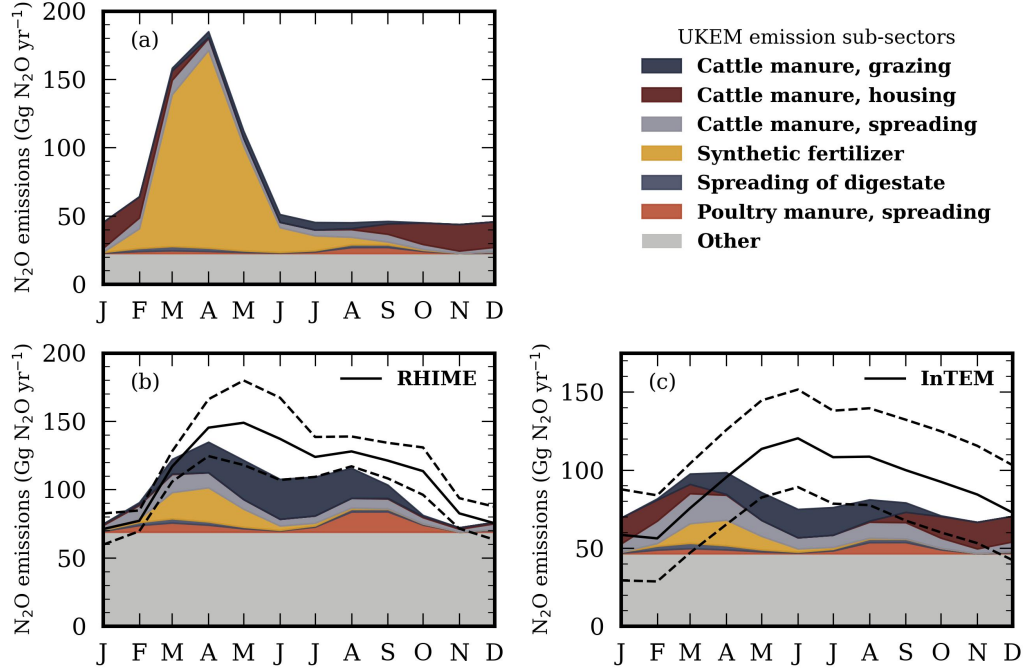 (a)
N₂O emissions (Gg N₂O yr⁻¹)
200
150
100
50
0
J F M A M J J A S O N D
UKEM emission sub-sectors
Cattle manure, grazing
Cattle manure, housing
Cattle manure, spreading
Synthetic fertilizer
Spreading of digestate
Poultry manure, spreading
Other
(b)
RHIME
N₂O emissions (Gg N₂O yr⁻¹)
200
150
100
50
0
J F M A M J J A S O N D
(c)
InTEM
N₂O emissions (Gg N₂O yr⁻¹)
150
100
50
0
J F M A M J J A S O N D